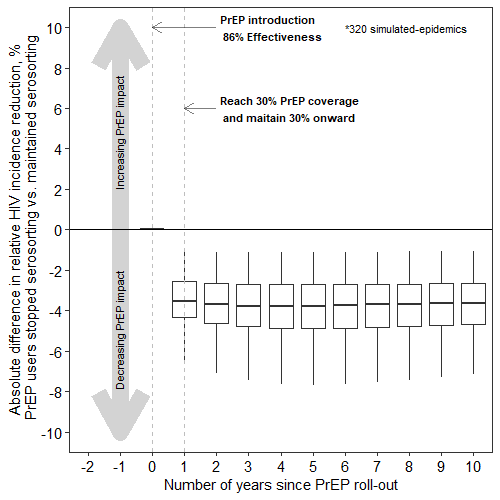 Absolute difference in relative HIV incidence reduction, %
PrEP users stopped serosorting vs. maintained serosorting
10
8
6
4
2
0
-2
-4
-6
-8
-10
Increasing PrEP impact
Decreasing PrEP impact
PrEP introduction
86% Effectiveness
*320 simulated-epidemics
Reach 30% PrEP coverage
and maitain 30% onward
-2 -1 0 1 2 3 4 5 6 7 8 9 10
Number of years since PrEP roll-out